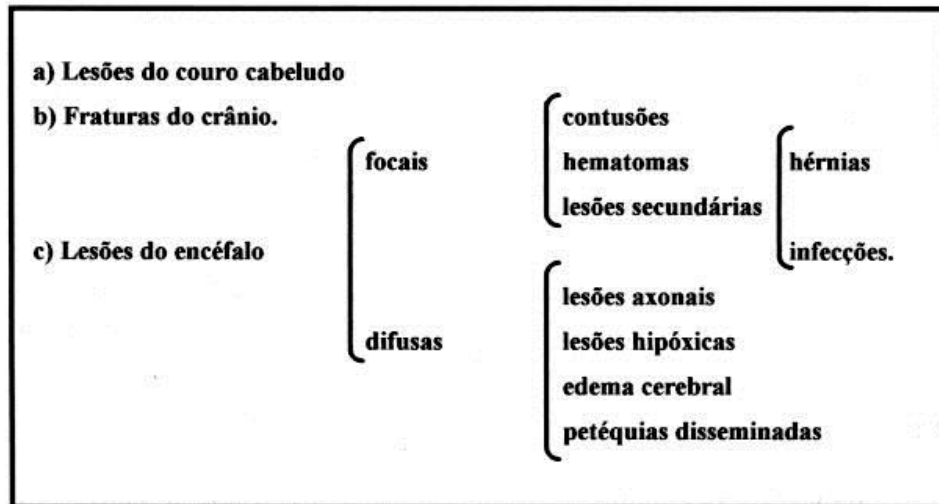 a) Lesões do couro cabeludo
b) Fraturas do crânio.
contusões
focais hematomas hérnias
lesões secundárias
c) Lesões do encéfalo infecções.
lesões axonais
difusas lesões hipóxicas
edema cerebral
petéquias disseminadas